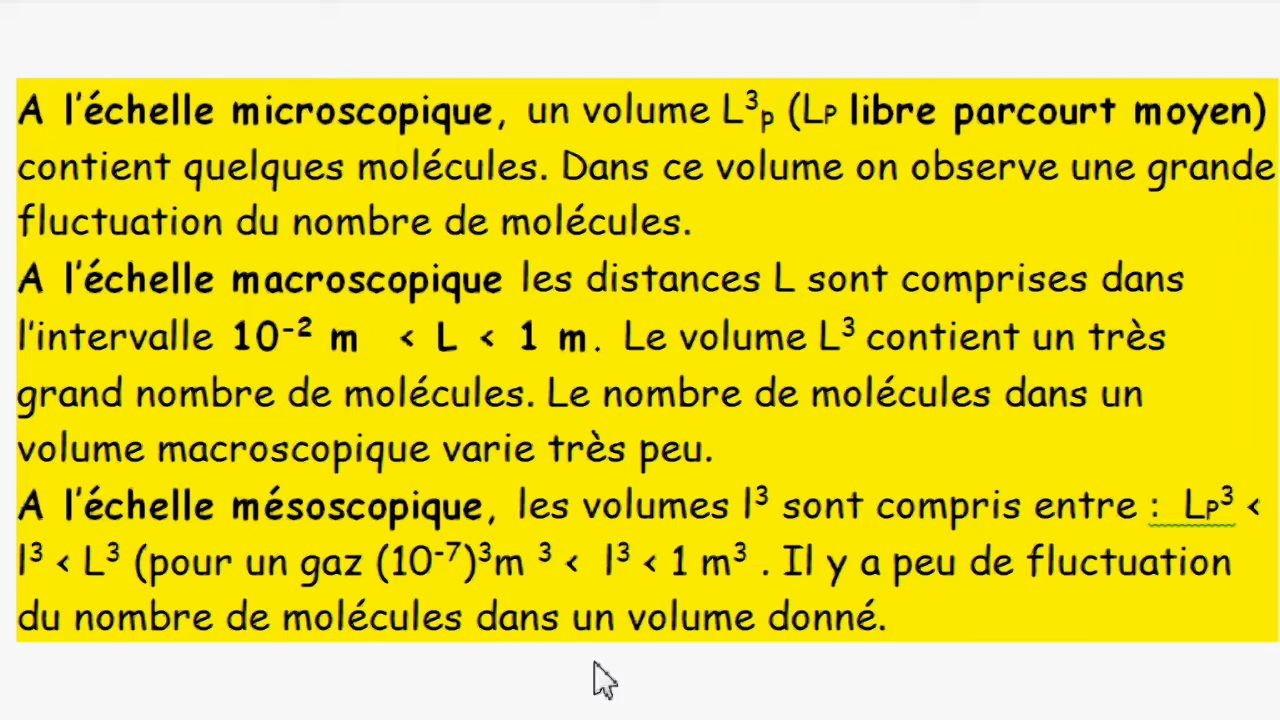 A l'échelle microscopique, un volume L³p (LP libre parcourt moyen)
contient quelques molécules. Dans ce volume on observe une grande
fluctuation du nombre de molécules.
A l'échelle macroscopique les distances L sont comprises dans
l'intervalle 10⁻² m < L < 1 m. Le volume L³ contient un très
grand nombre de molécules. Le nombre de molécules dans un
volume macroscopique varie très peu.
A l'échelle mésoscopique, les volumes l³ sont compris entre : LP³ <
l³ < L³ (pour un gaz (10⁻⁷)³m ³ < l³ < 1 m³ . Il y a peu de fluctuation
du nombre de molécules dans un volume donné.